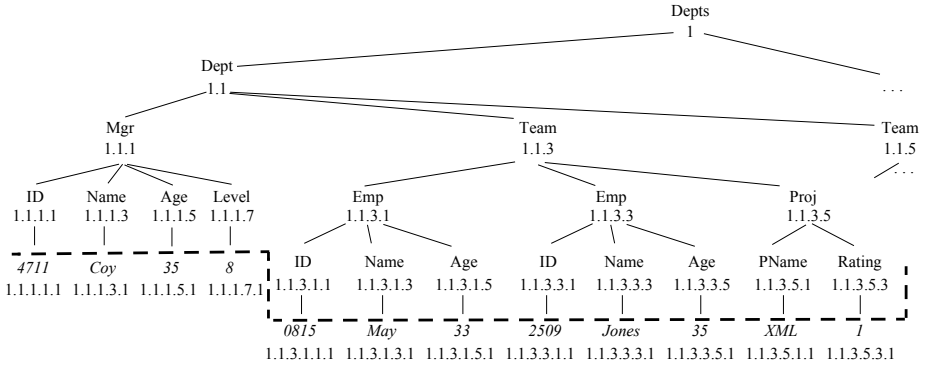 Depts
1
Dept
1.1
. . .
Mgr
1.1.1
Team
1.1.3
Team
1.1.5
. . .
ID Name Age Level
1.1.1.1 1.1.1.3 1.1.1.5 1.1.1.7
Emp Emp Proj
1.1.3.1 1.1.3.3 1.1.3.5
4711 Coy 35 8
1.1.1.1.1 1.1.1.3.1 1.1.1.5.1 1.1.1.7.1
ID Name Age ID Name Age PName Rating
1.1.3.1.1 1.1.3.1.3 1.1.3.1.5 1.1.3.3.1 1.1.3.3.3 1.1.3.3.5 1.1.3.5.1 1.1.3.5.3
0815 May 33 2509 Jones 35 XML 1
1.1.3.1.1.1 1.1.3.1.3.1 1.1.3.1.5.1 1.1.3.3.1.1 1.1.3.3.3.1 1.1.3.3.5.1 1.1.3.5.1.1 1.1.3.5.3.1